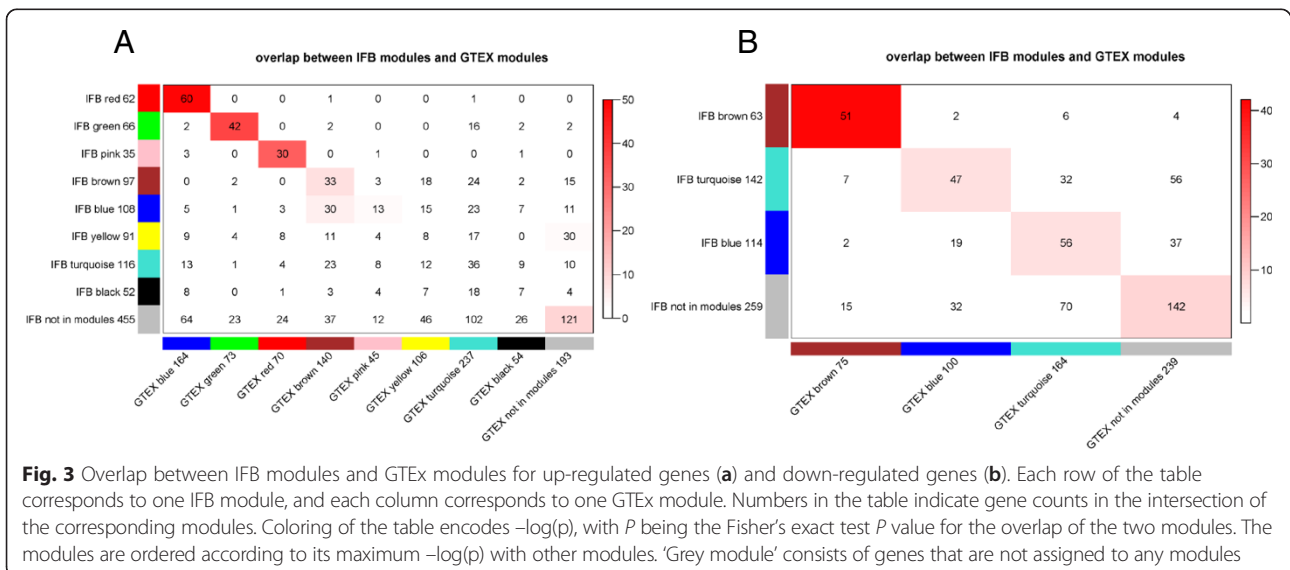 A
overlap between IFB modules and GTEX modules
IFB red 62 60 0 0 1 0 0 1 0 0
IFB green 66 2 42 0 2 0 0 16 2 2
IFB pink 35 3 0 30 0 1 0 0 1 0
IFB brown 97 0 2 0 33 3 18 24 2 15
IFB blue 108 5 1 3 30 13 15 23 7 11
IFB yellow 91 9 4 8 11 4 8 17 0 30
IFB turquoise 116 13 1 4 23 8 12 36 9 10
IFB black 52 8 0 1 3 4 7 18 7 4
IFB not in modules 455 64 23 24 37 12 46 102 26 121
GTEX blue 164
GTEX green 73
GTEX red 70
GTEX brown 140
GTEX pink 45
GTEX yellow 106
GTEX turquoise 237
GTEX black 54
GTEX not in modules 193
50
40
30
20
10
0
B
overlap between IFB modules and GTEX modules
IFB brown 63 51 2 6 4
IFB turquoise 142 7 47 32 56
IFB blue 114 2 19 56 37
IFB not in modules 259 15 32 70 142
GTEX brown 75
GTEX blue 100
GTEX turquoise 164
GTEX not in modules 239
40
30
20
10
Fig. 3 Overlap between IFB modules and GTEx modules for up-regulated genes (a) and down-regulated genes (b). Each row of the table
corresponds to one IFB module, and each column corresponds to one GTEx module. Numbers in the table indicate gene counts in the intersection of
the corresponding modules. Coloring of the table encodes –log(p), with P being the Fisher's exact test P value for the overlap of the two modules. The
modules are ordered according to its maximum –log(p) with other modules. 'Grey module' consists of genes that are not assigned to any modules